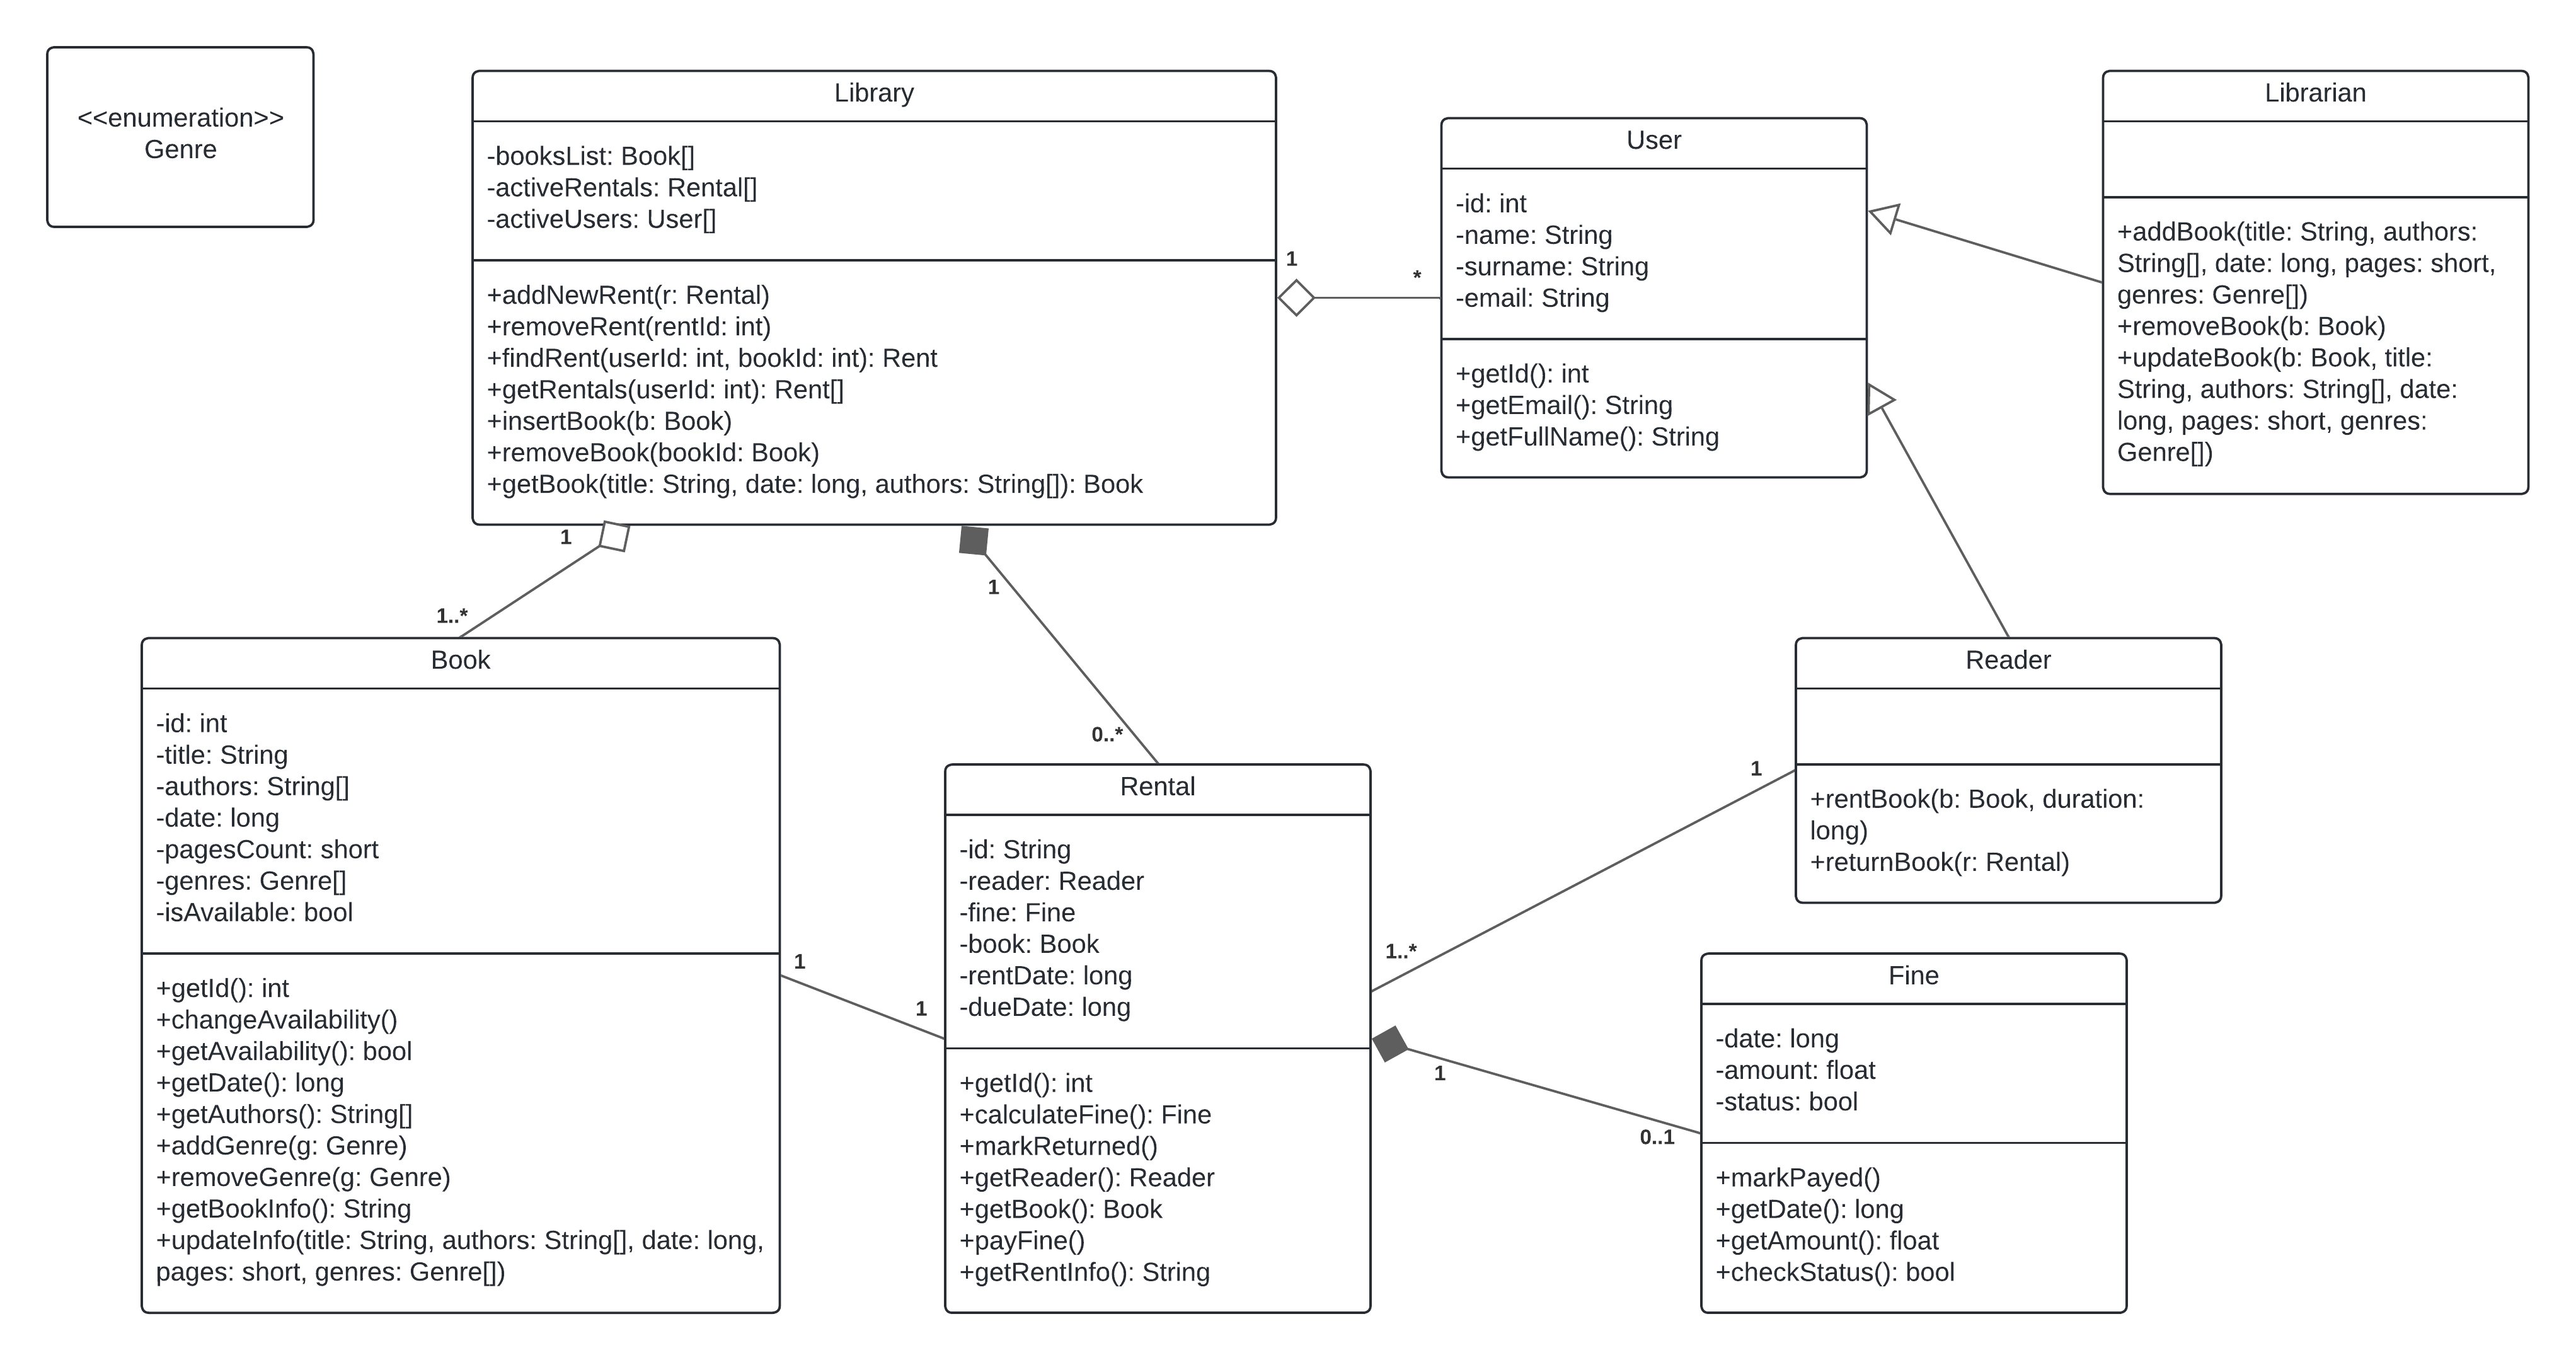 <<enumeration>>
Genre
Library
-booksList: Book[]
-activeRentals: Rental[]
-activeUsers: User[]
+addNewRent(r: Rental)
+removeRent(rentId: int)
+findRent(userId: int, bookId: int): Rent
+getRentals(userId: int): Rent[]
+insertBook(b: Book)
+removeBook(bookId: Book)
+getBook(title: String, date: long, authors: String[]): Book
1
*
User
-id: int
-name: String
-surname: String
-email: String
+getId(): int
+getEmail(): String
+getFullName(): String
Librarian
+addBook(title: String, authors:
String[], date: long, pages: short,
genres: Genre[])
+removeBook(b: Book)
+updateBook(b: Book, title:
String, authors: String[], date:
long, pages: short, genres:
Genre[])
1
1..*
1
0..*
Book
-id: int
-title: String
-authors: String[]
-date: long
-pagesCount: short
-genres: Genre[]
-isAvailable: bool
+getId(): int
+changeAvailability()
+getAvailability(): bool
+getDate(): long
+getAuthors(): String[]
+addGenre(g: Genre)
+removeGenre(g: Genre)
+getBookInfo(): String
+updateInfo(title: String, authors: String[], date: long,
pages: short, genres: Genre[])
1
1
Rental
-id: String
-reader: Reader
-fine: Fine
-book: Book
-rentDate: long
-dueDate: long
+getId(): int
+calculateFine(): Fine
+markReturned()
+getReader(): Reader
+getBook(): Book
+payFine()
+getRentInfo(): String
1
1..*
Reader
+rentBook(b: Book, duration:
long)
+returnBook(r: Rental)
1
0..1
Fine
-date: long
-amount: float
-status: bool
+markPayed()
+getDate(): long
+getAmount(): float
+checkStatus(): bool